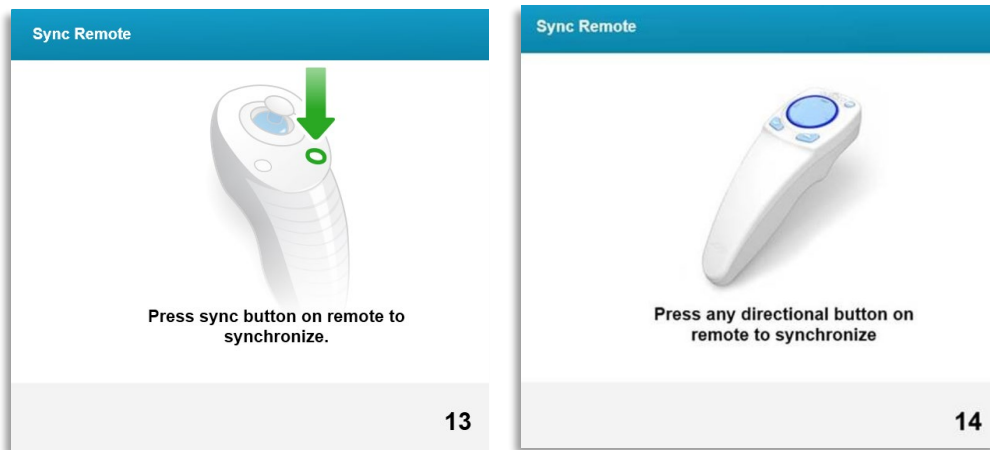 Sync Remote
Press sync button on remote to
synchronize.
13
Sync Remote
Press any directional button on
remote to synchronize
14